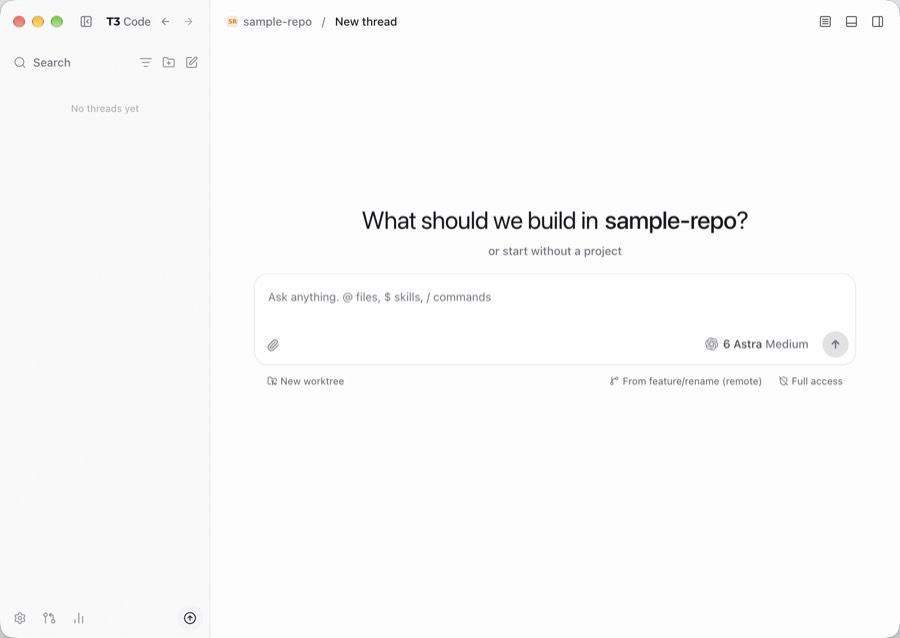 T3 Code
SR sample-repo / New thread
Search
No threads yet
What should we build in sample-repo?
or start without a project
Ask anything. @ files, $ skills, / commands
6 Astra Medium
New worktree
From feature/rename (remote)
Full access